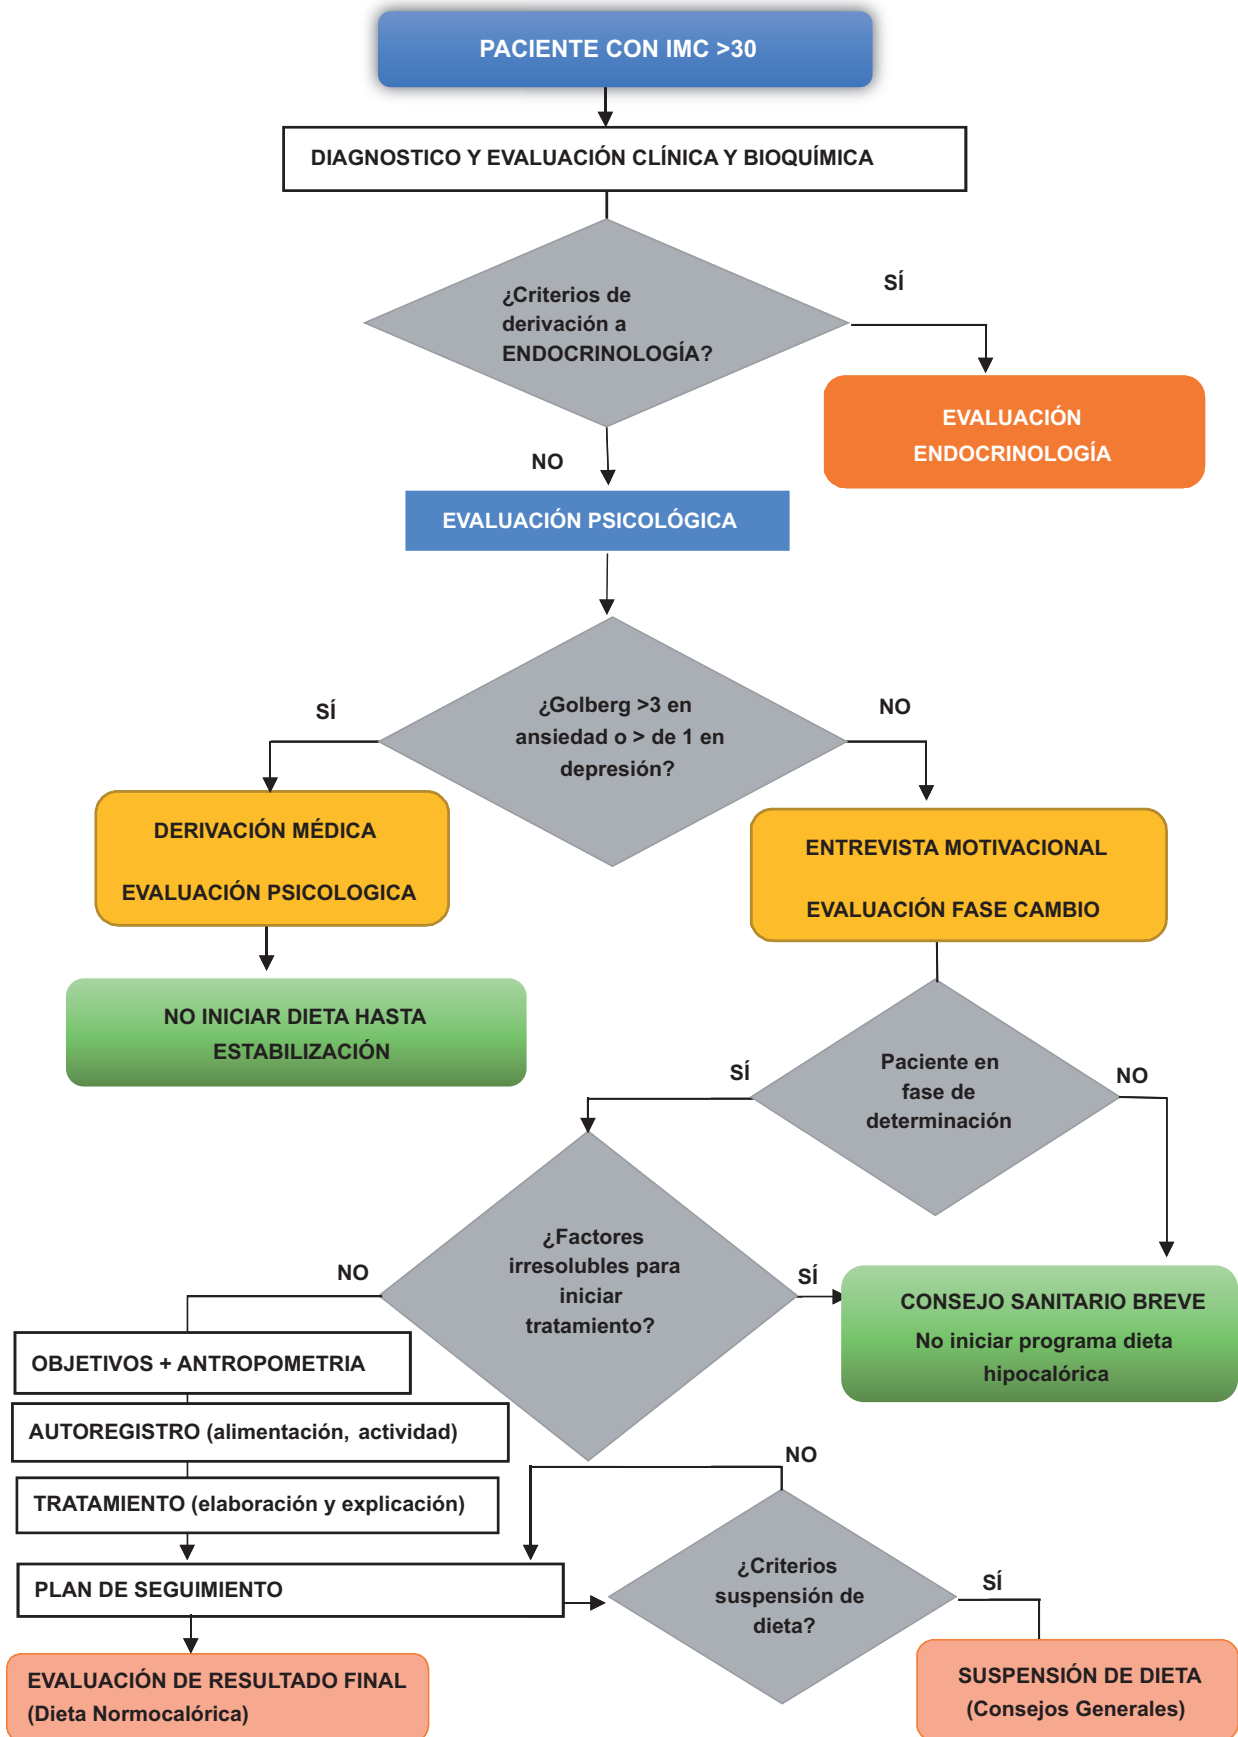 PACIENTE CON IMC >30
DIAGNOSTICO Y EVALUACIÓN CLÍNICA Y BIOQUÍMICA
¿Criterios de
derivación a
ENDOCRINOLOGÍA?
SÍ
EVALUACIÓN
ENDOCRINOLOGÍA
NO
EVALUACIÓN PSICOLÓGICA
¿Golberg >3 en
ansiedad o > de 1 en
depresión?
SÍ
NO
DERIVACIÓN MÉDICA
EVALUACIÓN PSICOLOGICA
ENTREVISTA MOTIVACIONAL
EVALUACIÓN FASE CAMBIO
NO INICIAR DIETA HASTA
ESTABILIZACIÓN
Paciente en
fase de
determinación
SÍ
NO
¿Factores
irresolubles para
iniciar
tratamiento?
NO
SÍ
CONSEJO SANITARIO BREVE
No iniciar programa dieta
hipocalórica
OBJETIVOS + ANTROPOMETRIA
AUTOREGISTRO (alimentación, actividad)
TRATAMIENTO (elaboración y explicación)
PLAN DE SEGUIMIENTO
NO
¿Criterios
suspensión de
dieta?
SÍ
EVALUACIÓN DE RESULTADO FINAL
(Dieta Normocalórica)
SUSPENSIÓN DE DIETA
(Consejos Generales)